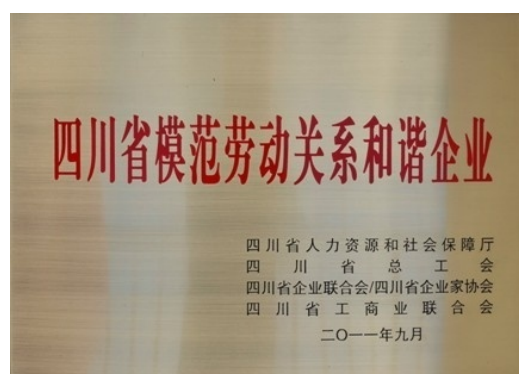 四川省模范劳动关系和谐企业
四川省人力资源和社会保障厅
四川省总工会
四川省企业联合会/四川省企业家协会
四川省工商业联合会
二〇一一年九月